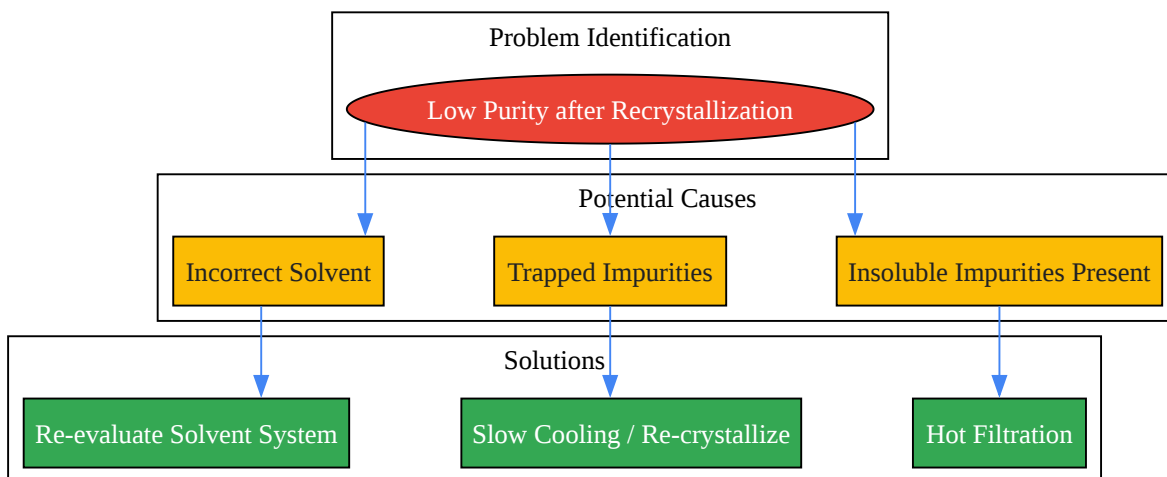 Problem Identification
Low Purity after Recrystallization
Potential Causes
Incorrect Solvent
Trapped Impurities
Insoluble Impurities Present
Solutions
Re-evaluate Solvent System
Slow Cooling / Re-crystallize
Hot Filtration